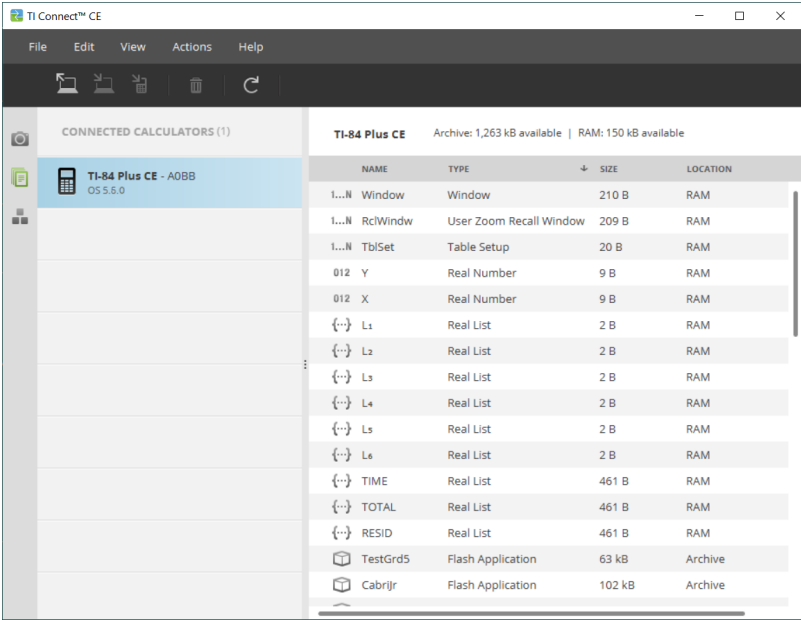 TI Connect™ CE
File Edit View Actions Help
CONNECTED CALCULATORS (1)
TI-84 Plus CE - A0BB
OS 5.6.0
TI-84 Plus CE Archive: 1,263 kB available | RAM: 150 kB available
NAME TYPE SIZE LOCATION
1...N Window Window 210 B RAM
1...N RclWindw User Zoom Recall Window 209 B RAM
1...N TblSet Table Setup 20 B RAM
012 Y Real Number 9 B RAM
012 X Real Number 9 B RAM
{...} L₁ Real List 2 B RAM
{...} L₂ Real List 2 B RAM
{...} L₃ Real List 2 B RAM
{...} L₄ Real List 2 B RAM
{...} L₅ Real List 2 B RAM
{...} L₆ Real List 2 B RAM
{...} TIME Real List 461 B RAM
{...} TOTAL Real List 461 B RAM
{...} RESID Real List 461 B RAM
TestGrd5 Flash Application 63 kB Archive
CabriJr Flash Application 102 kB Archive